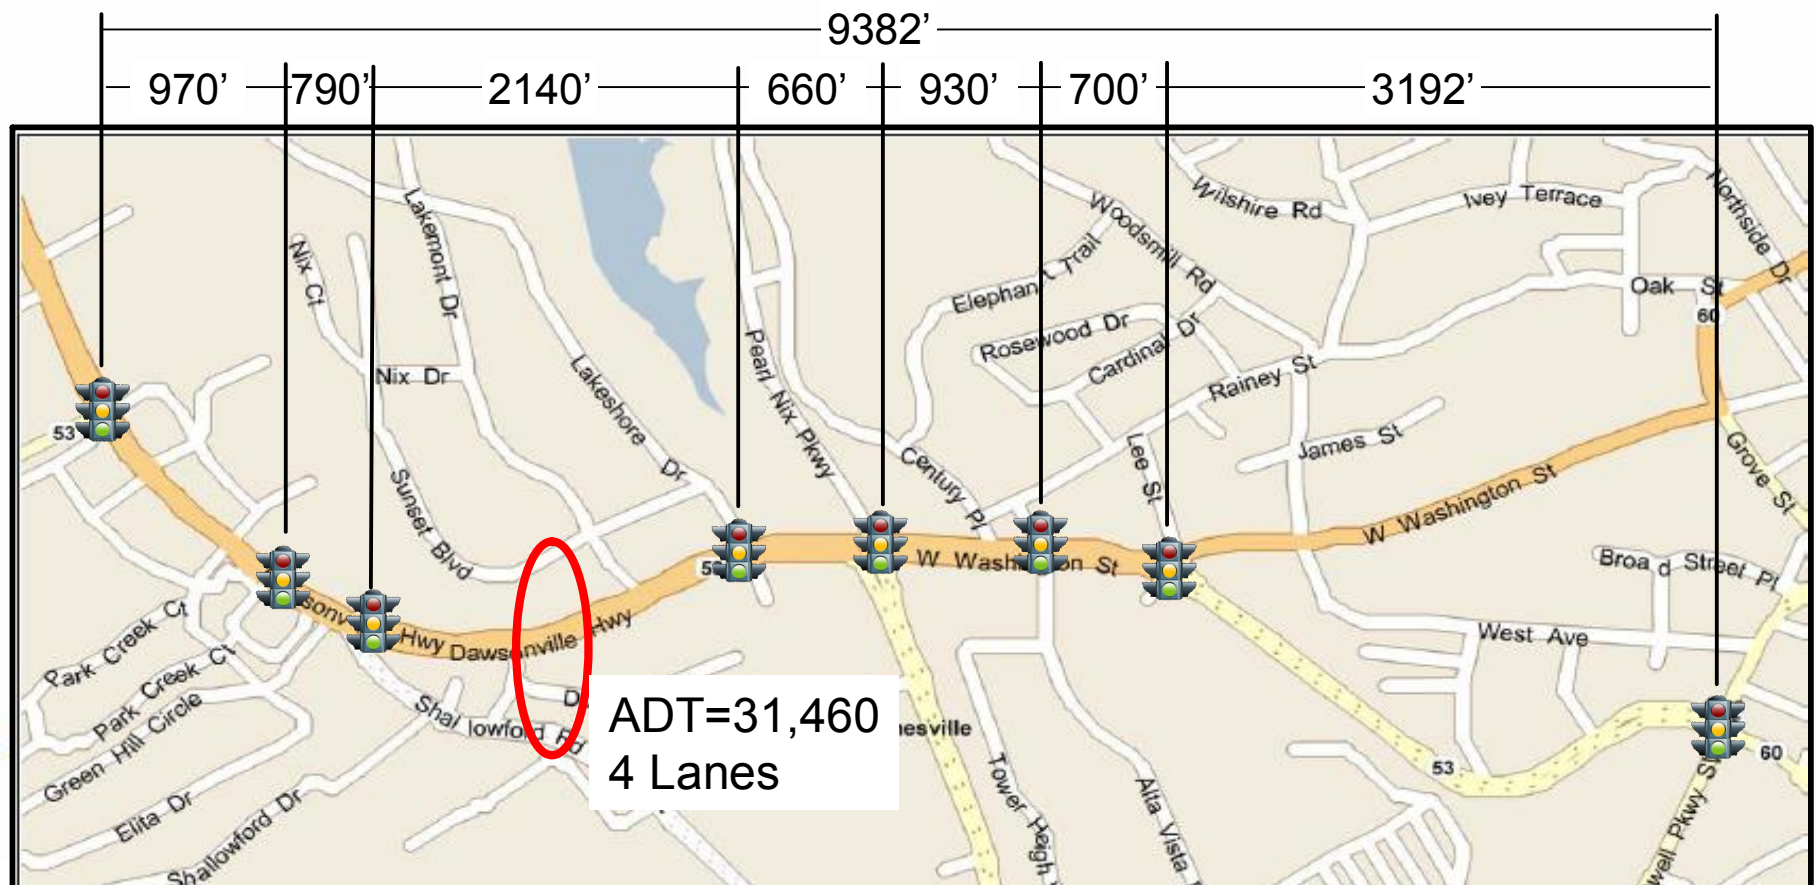 9382’
970’ 790’ 2140’ 660’ 930’ 700’ 3192’
Wilshire Rd
Ivey Terrace
Northside Dr
Lakemont Dr
Woodsmill Rd
Nix Ct
Elephant Trail
Oak St
60
Rosewood Dr
Cardinal Dr
Pearl Nix Pkwy
Nix Dr
Lakeshore Dr
Rainey St
53
Lee St
James St
Grove St
Century Pl
Sunset Blvd
W Washington St
W Washington St
Broad Street Pl
Hwy Dawsonville Hwy
Park Creek Ct
West Ave
Park Creek Ct
Green Hill Circle
Shallowford Rd
ADT=31,460
4 Lanes
53
60
Tower Heigh
Alta Vista
Elita Dr
Shallowford Dr
Pkwy